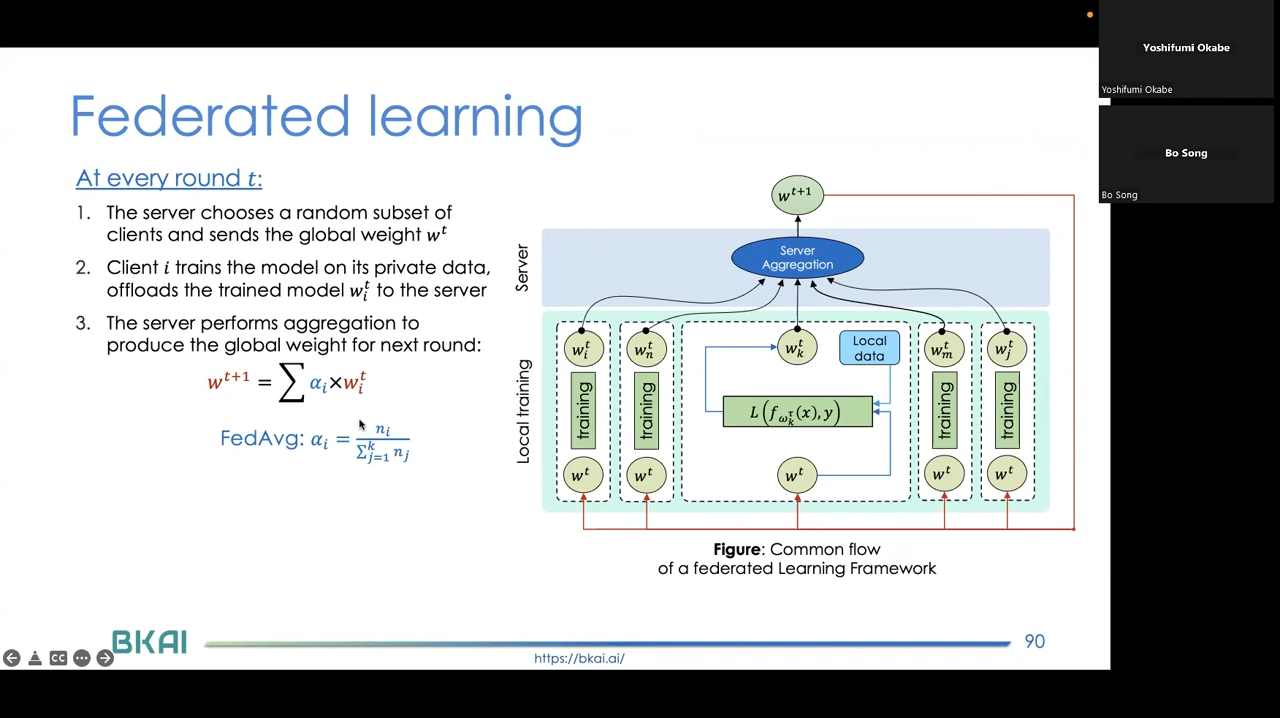 Federated learning
At every round t:
1. The server chooses a random subset of
clients and sends the global weight w^t
2. Client i trains the model on its private data,
offloads the trained model w_i^t to the server
3. The server performs aggregation to
produce the global weight for next round:
w^{t+1} = ∑ α_i×w_i^t
FedAvg: α_i = n_i / ∑_{j=1}^k n_j
w^{t+1}
Server
Server
Aggregation
Local training
w_i^t
w_n^t
w_k^t
Local
data
w_m^t
w_j^t
training
training
L(f_{ω_k^τ}(x), y)
training
training
w^t
w^t
w^t
w^t
w^t
Figure: Common flow
of a federated Learning Framework
BKAI
https://bkai.ai/
90
CC
Yoshifumi Okabe
Yoshifumi Okabe
Bo Song
Bo Song